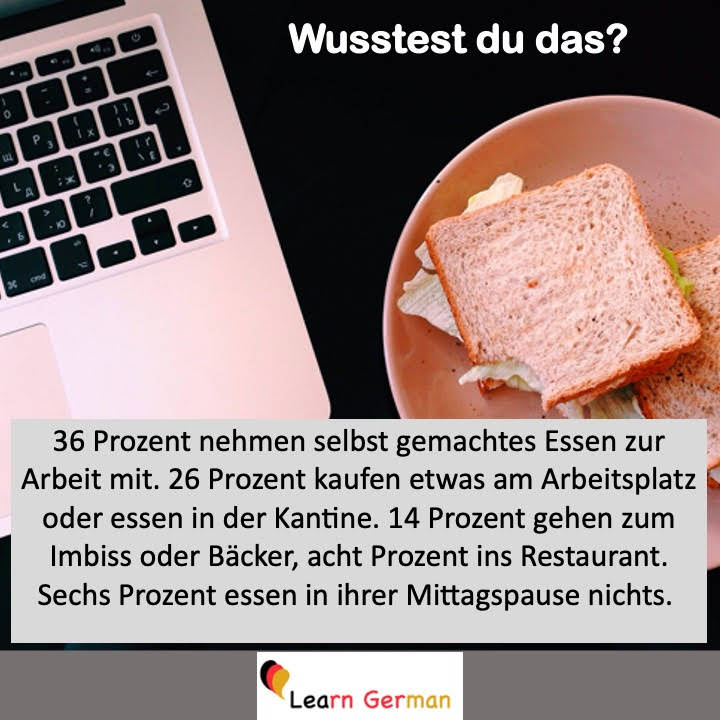 Wusstest du das?
36 Prozent nehmen selbst gemachtes Essen zur
Arbeit mit. 26 Prozent kaufen etwas am Arbeitsplatz
oder essen in der Kantine. 14 Prozent gehen zum
Imbiss oder Bäcker, acht Prozent ins Restaurant.
Sechs Prozent essen in ihrer Mittagspause nichts.
Learn German